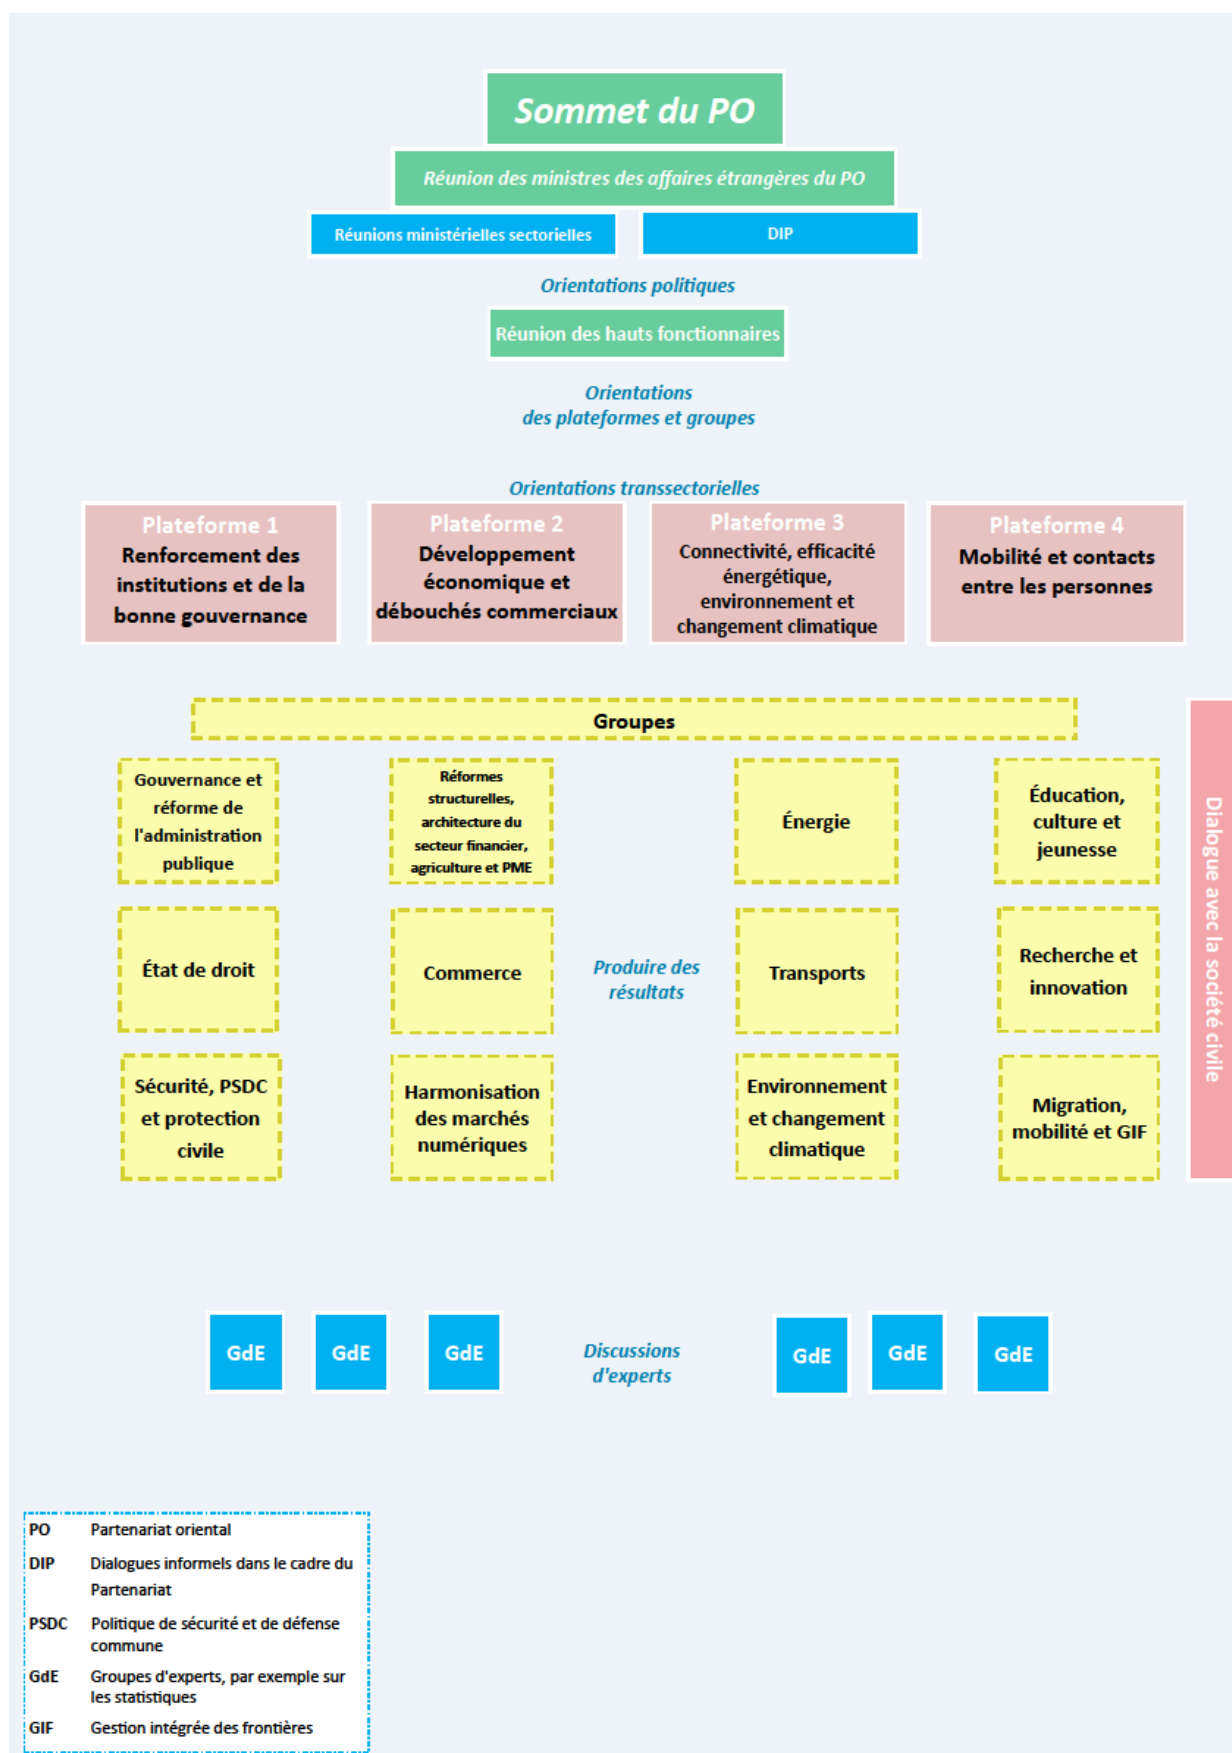 Sommet du PO
Réunion des ministres des affaires étrangères du PO
Réunions ministérielles sectorielles
DIP
Orientations politiques
Réunion des hauts fonctionnaires
Orientations
des plateformes et groupes
Orientations transsectorielles
Plateforme 1
Renforcement des
institutions et de la
bonne gouvernance
Plateforme 2
Développement
économique et
débouchés commerciaux
Plateforme 3
Connectivité, efficacité
énergétique,
environnement et
changement climatique
Plateforme 4
Mobilité et contacts
entre les personnes
Groupes
Gouvernance et
réforme de
l'administration
publique
Réformes
structurelles,
architecture du
secteur financier,
agriculture et PME
Énergie
Éducation,
culture et
jeunesse
État de droit
Commerce
Produire des
résultats
Transports
Recherche et
innovation
Sécurité, PSDC
et protection
civile
Harmonisation
des marchés
numériques
Environnement
et changement
climatique
Migration,
mobilité et GIF
Dialogue avec la société civile
GdE
GdE
GdE
Discussions
d'experts
GdE
GdE
GdE
PO Partenariat oriental
DIP Dialogues informels dans le cadre du
Partenariat
PSDC Politique de sécurité et de défense
commune
GdE Groupes d'experts, par exemple sur
les statistiques
GIF Gestion intégrée des frontières